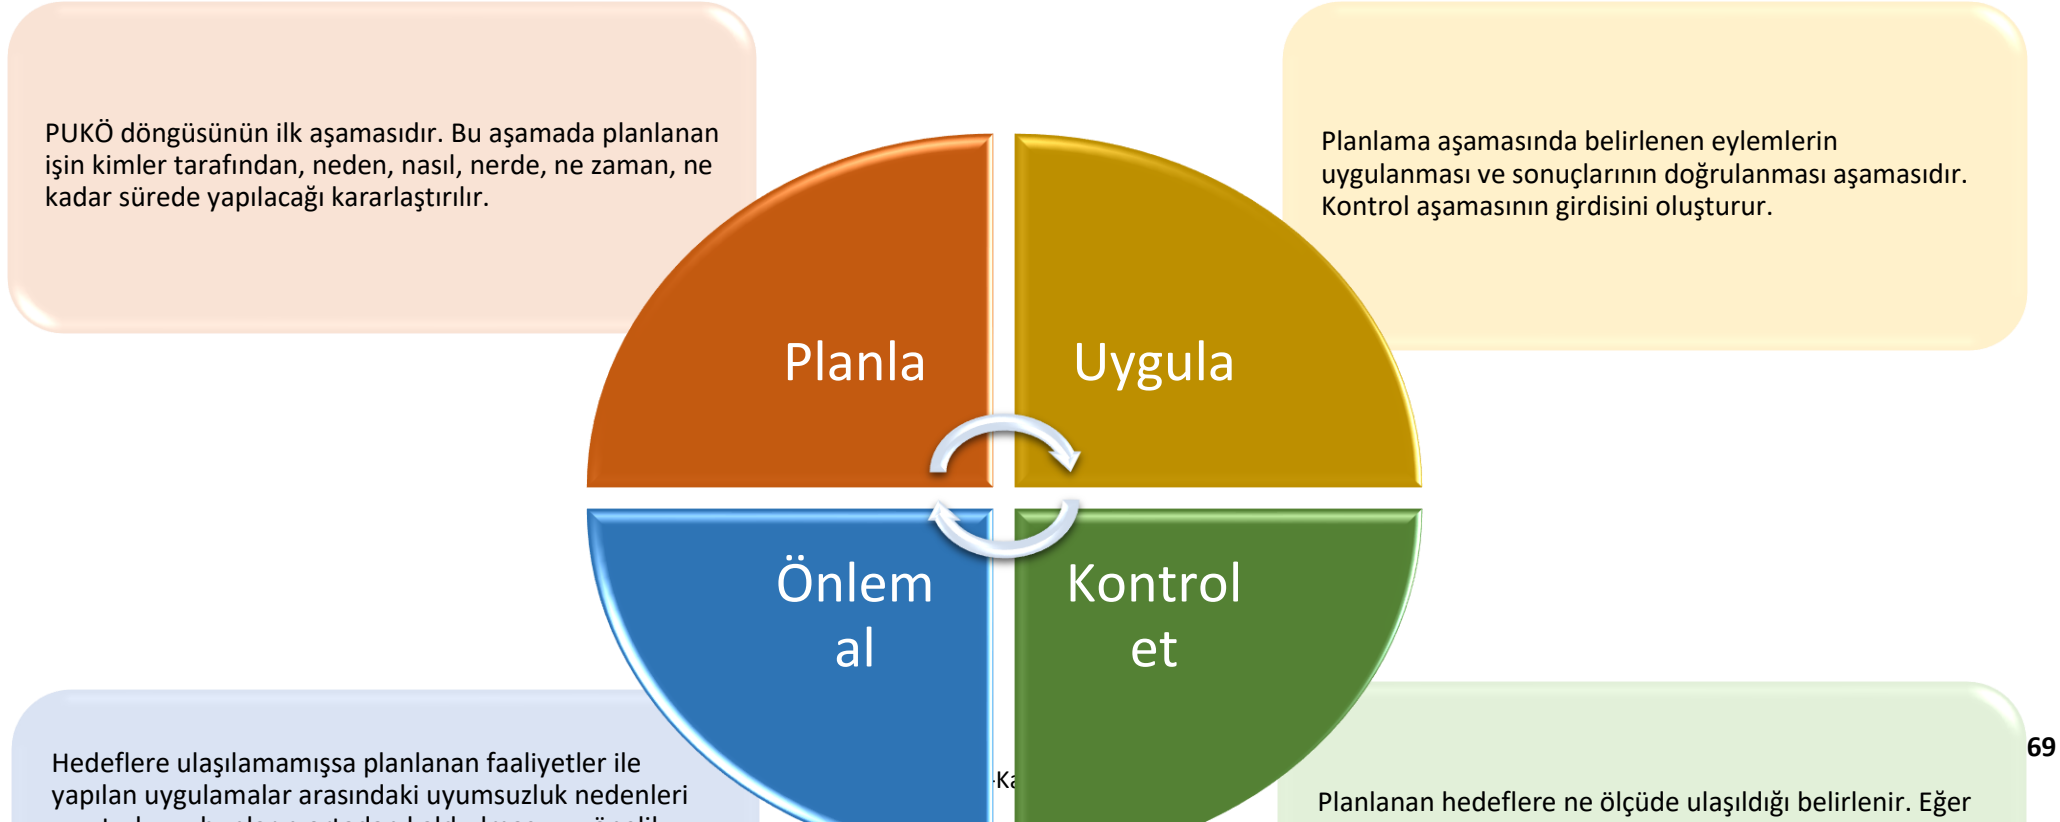 PUKÖ döngüsünün ilk aşamasıdır. Bu aşamada planlanan
işin kimler tarafından, neden, nasıl, nerde, ne zaman, ne
kadar sürede yapılacağı kararlaştırılır.
Planlama aşamasında belirlenen eylemlerin
uygulanması ve sonuçlarının doğrulanması aşamasıdır.
Kontrol aşamasının girdisini oluşturur.
Planla
Uygula
Önlem
al
Kontrol
et
Hedeflere ulaşılamamışsa planlanan faaliyetler ile
yapılan uygulamalar arasındaki uyumsuzluk nedenleri
Planlanan hedeflere ne ölçüde ulaşıldığı belirlenir. Eğer
69